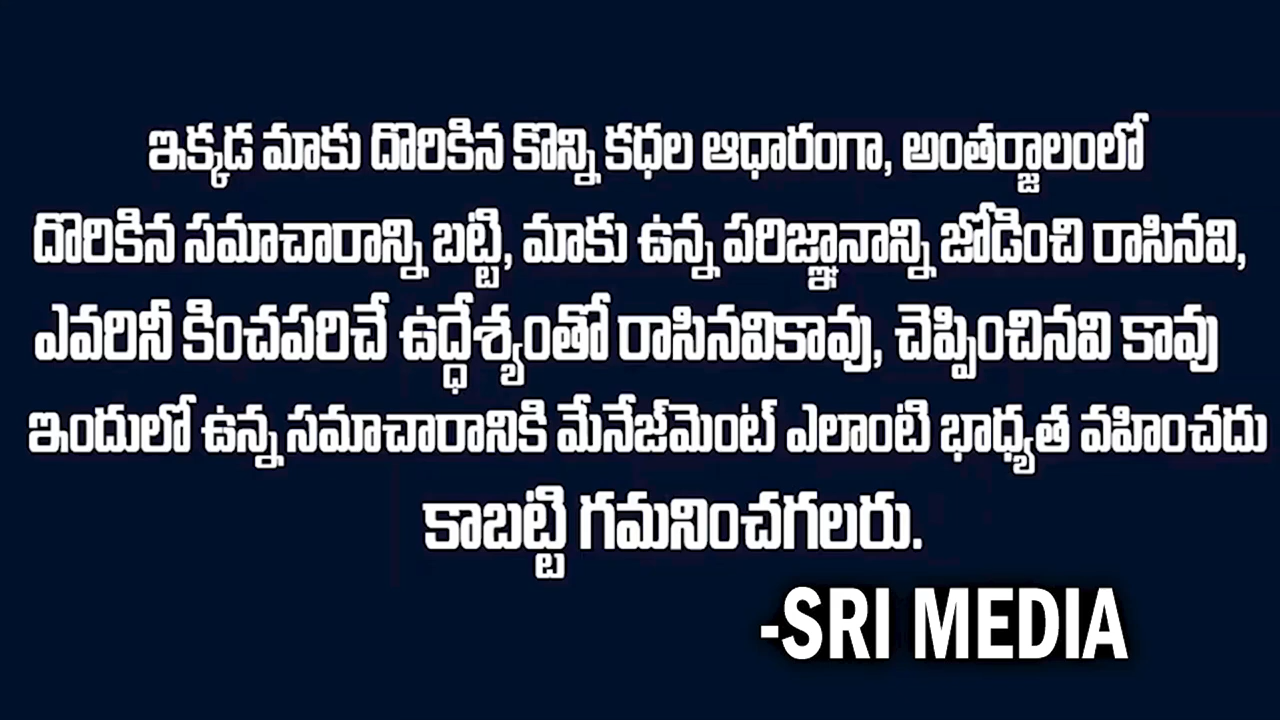 ఇక్కడ మాకు దొరికిన కొన్ని కధల ఆధారంగా, అంతర్జాలంలో
దొరికిన సమాచారాన్ని బట్టి, మాకు ఉన్న పరిజ్ఞానాన్ని జోడించి రాసినవి,
ఎవరినీ కించపరిచే ఉద్ధేశ్యంతో రాసినవికావు, చెప్పించినవి కావు
ఇందులో ఉన్న సమాచారానికి మేనేజ్‌మెంట్ ఎలాంటి భాధ్యత వహించదు
కాబట్టి గమనించగలరు.
-SRI MEDIA